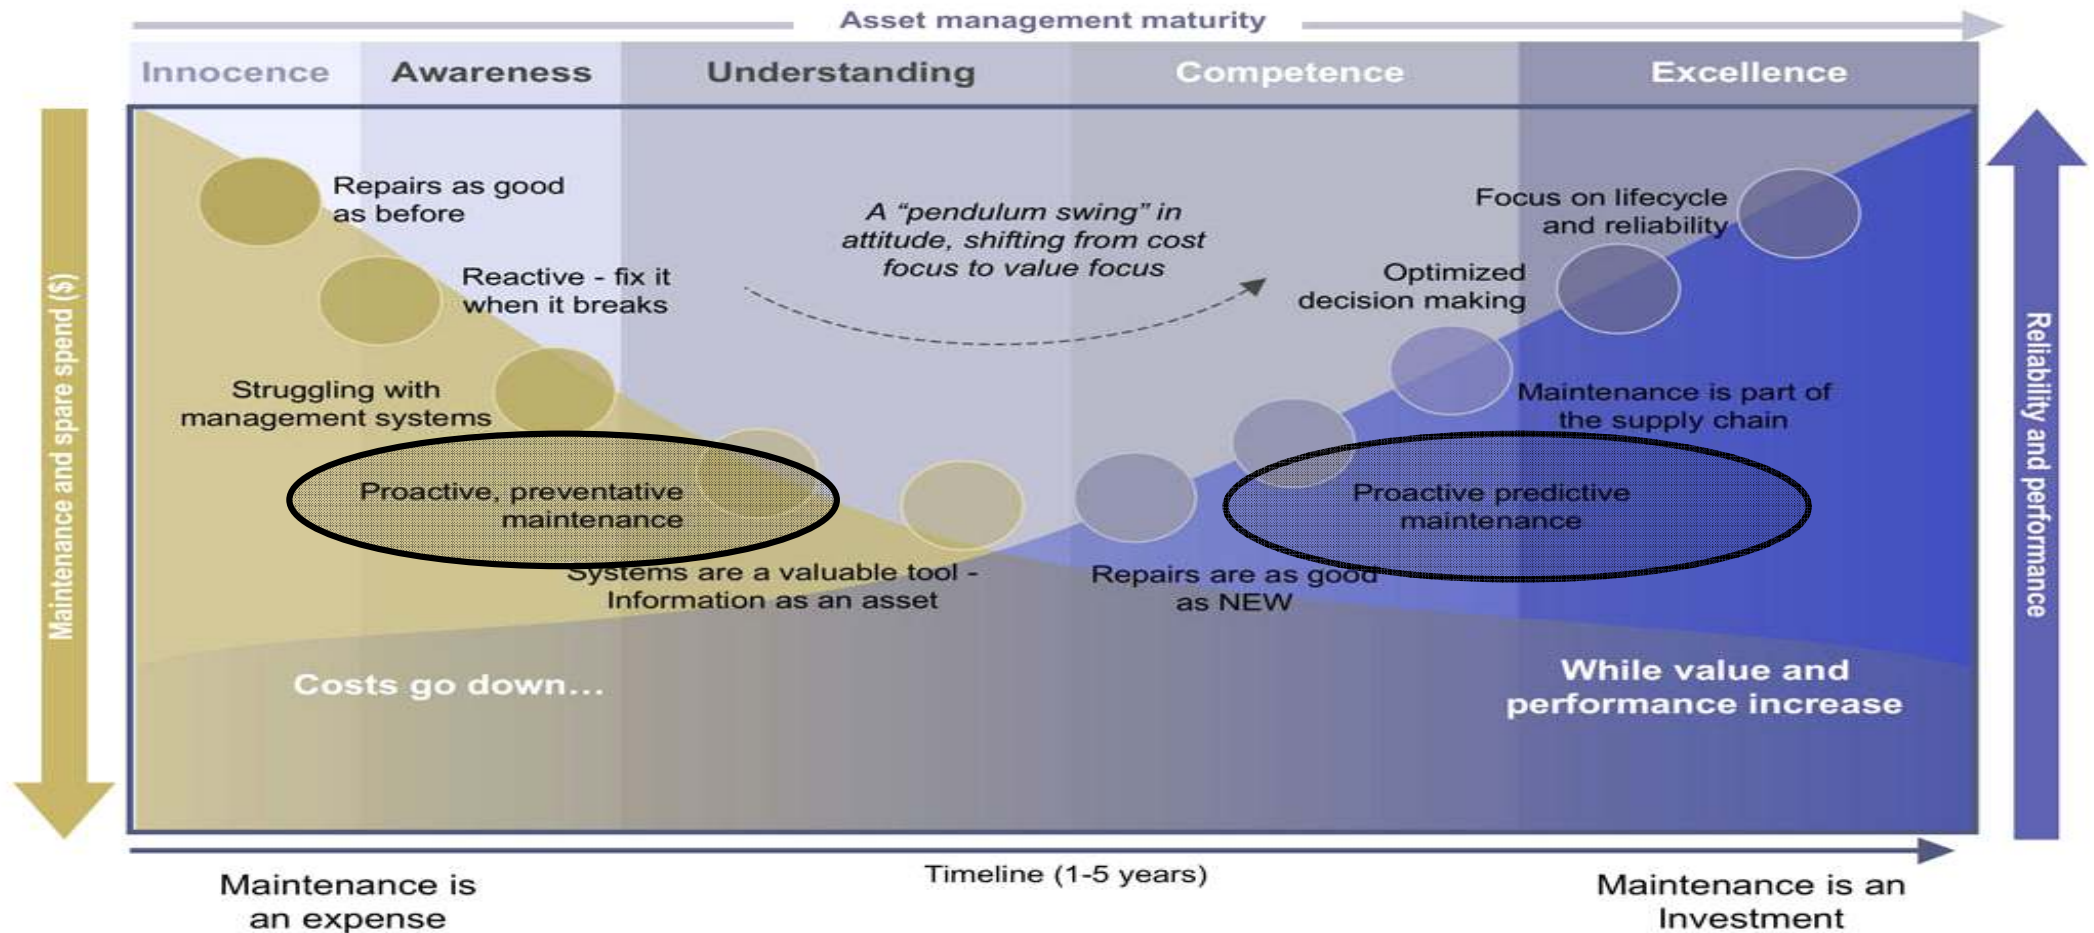 Asset management maturity
Innocence
Awareness
Understanding
Competence
Excellence
Maintenance and spare spend ($)
Repairs as good
as before
Reactive - fix it
when it breaks
Struggling with
management systems
Proactive, preventative
maintenance
Systems are a valuable tool -
Information as an asset
A “pendulum swing” in
attitude, shifting from cost
focus to value focus
Repairs are as good
as NEW
Proactive predictive
maintenance
Maintenance is part of
the supply chain
Optimized
decision making
Focus on lifecycle
and reliability
Reliability and performance
Costs go down...
While value and
performance increase
Maintenance is
an expense
Timeline (1-5 years)
Maintenance is an
Investment